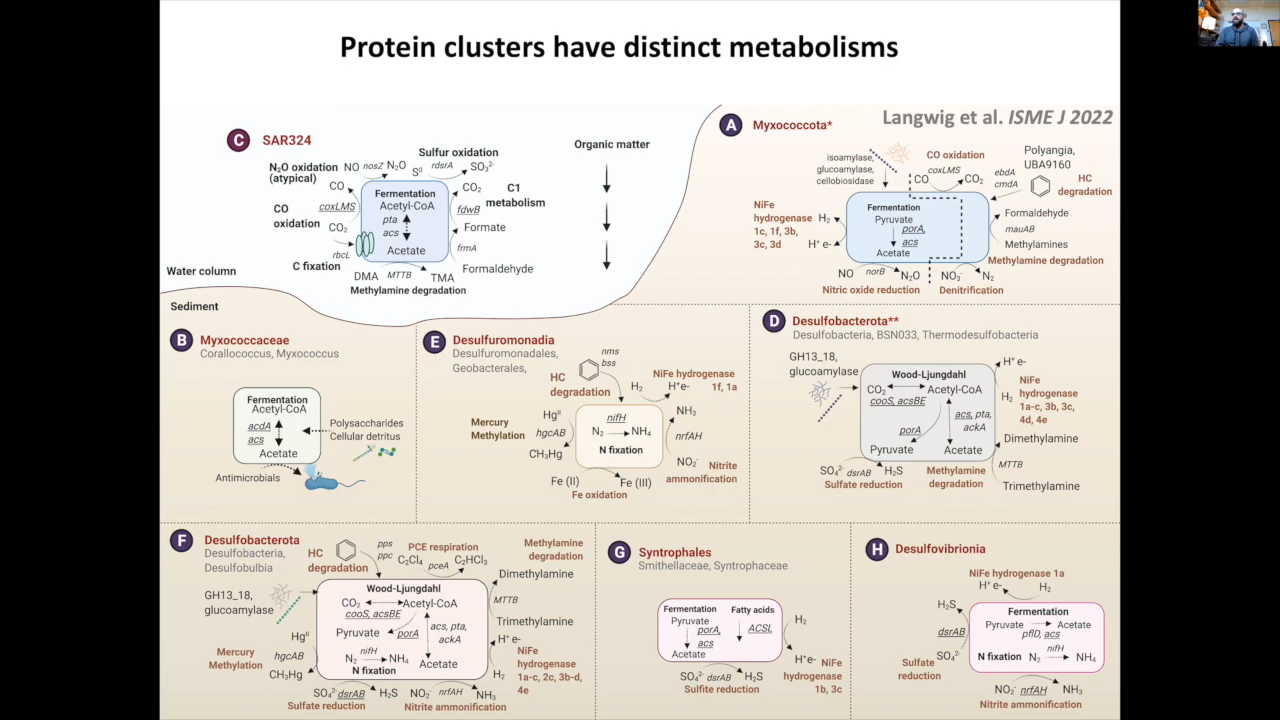 Protein clusters have distinct metabolisms
Langwig et al. ISME J 2022
C SAR324
N₂O oxidation
(atypical)
NO nosZ N₂O
Sulfur oxidation
S⁰ rdsrA SO₃²⁻
CO
coxLMS
CO₂
CO
oxidation
Fermentation
Acetyl-CoA
pta
acs
Acetate
CO₂
fdwB
Formate
C1
metabolism
frmA
Formaldehyde
rbcL
C fixation
DMA MTTB TMA
Methylamine degradation
Organic matter
Water column
Sediment
A Myxococcota*
isoamylase,
glucoamylase,
cellobiosidase
CO oxidation
coxLMS
CO CO₂
Polyangia,
UBA9160
ebdA
cmdA
HC
degradation
NiFe
hydrogenase
1c, 1f, 3b,
3c, 3d
H₂
H⁺ e-
Fermentation
Pyruvate
porA,
acs
Acetate
Formaldehyde
mauAB
Methylamines
Methylamine degradation
NO norB N₂O
Nitric oxide reduction
NO₃⁻ N₂
Denitrification
B Myxococcaceae
Corallococcus, Myxococcus
Fermentation
Acetyl-CoA
acdA
acs
Acetate
Polysaccharides
Cellular detritus
Antimicrobials
E Desulfuromonadia
Desulfuromonadales,
Geobacterales,
HC
degradation
nms
bss
NiFe hydrogenase
1f, 1a
H₂ H⁺e-
Mercury
Methylation
Hgᴵᴵ
hgcAB
CH₃Hg
nifH
N₂ NH₄
N fixation
NH₃
nrfAH
NO₂⁻
Nitrite
ammonification
Fe (II) Fe (III)
Fe oxidation
D Desulfobacterota**
Desulfobacteria, BSN033, Thermodesulfobacteria
GH13_18,
glucoamylase
Wood-Ljungdahl
CO₂ Acetyl-CoA
cooS, acsBE
acs, pta,
ackA
porA
Pyruvate Acetate
H⁺ e-
H₂
NiFe
hydrogenase
1a-c, 3b, 3c,
4d, 4e
Dimethylamine
MTTB
Trimethylamine
SO₄²⁻ dsrAB H₂S
Sulfate reduction
Methylamine
degradation
F Desulfobacterota
Desulfobacteria,
Desulfobulbia
HC
degradation
pps
ppc
PCE respiration
C₂Cl₄ pceA C₂HCl₃
Methylamine
degradation
Dimethylamine
MTTB
Trimethylamine
GH13_18,
glucoamylase
Wood-Ljungdahl
CO₂ Acetyl-CoA
cooS, acsBE
Pyruvate porA
acs, pta,
ackA
nifH
N₂ NH₄
N fixation
Acetate
Mercury
Methylation
Hgᴵᴵ
hgcAB
CH₃Hg
H⁺ e-
H₂
NiFe
hydrogenase
1a-c, 2c, 3b-d,
4e
SO₄²⁻ dsrAB H₂S
Sulfate reduction
NO₂⁻ nrfAH NH₃
Nitrite ammonification
G Syntrophales
Smithellaceae, Syntrophaceae
Fermentation
Pyruvate
porA,
acs
Acetate
Fatty acids
ACSL
H₂
H⁺e-
NiFe
hydrogenase
1b, 3c
SO₄²⁻ dsrAB H₂S
Sulfite reduction
H Desulfovibrionia
NiFe hydrogenase 1a
H⁺ e- H₂
H₂S
dsrAB
SO₄²⁻
Sulfate
reduction
Fermentation
Pyruvate Acetate
pflD, acs
nifH
N fixation N₂ NH₄
NO₂⁻ nrfAH NH₃
Nitrite ammonification